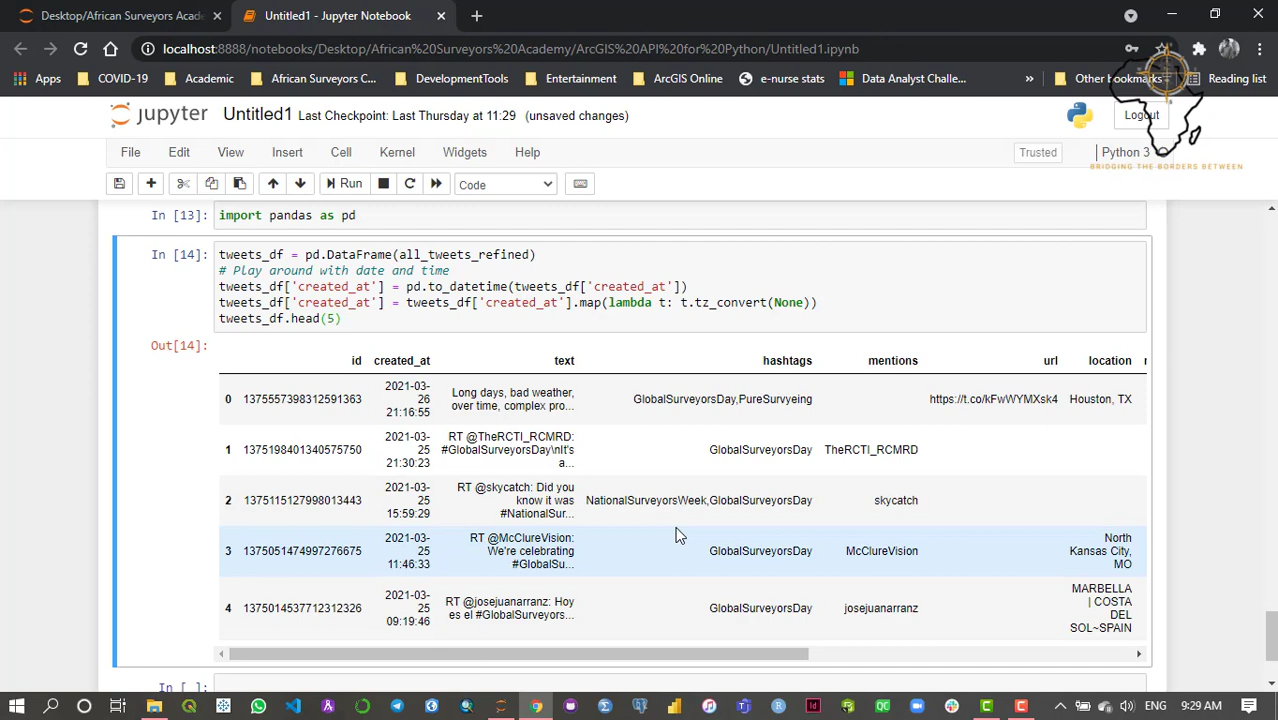 Desktop/African Surveyors Acade
Untitled1 - Jupyter Notebook
localhost:8888/notebooks/Desktop/African%20Surveyors%20Academy/ArcGIS%20API%20for%20Python/Untitled1.ipynb
Apps COVID-19 Academic African Surveyors C... DevelopmentTools Entertainment ArcGIS Online e-nurse stats Data Analyst Challe... » Other bookmarks Reading list
jupyter Untitled1 Last Checkpoint: Last Thursday at 11:29 (unsaved changes) Logout
File Edit View Insert Cell Kernel Widgets Help Trusted Python 3
BRIDGING THE BORDERS BETWEEN
Run Code
In [13]: import pandas as pd
In [14]: tweets_df = pd.DataFrame(all_tweets_refined)
# Play around with date and time
tweets_df['created_at'] = pd.to_datetime(tweets_df['created_at'])
tweets_df['created_at'] = tweets_df['created_at'].map(lambda t: t.tz_convert(None))
tweets_df.head(5)
Out[14]:
id created_at text hashtags mentions url location
0 1375557398312591363 2021-03-
26
21:16:55 Long days, bad weather,
over time, complex pro... GlobalSurveyorsDay,PureSurvyeing https://t.co/kFwWYMXsk4 Houston, TX
1 1375198401340575750 2021-03-
25
21:30:23 RT @TheRCTI_RCMRD:
#GlobalSurveyorsDay\nIt's
a... GlobalSurveyorsDay TheRCTI_RCMRD
2 1375115127998013443 2021-03-
25
15:59:29 RT @skycatch: Did you
know it was
#NationalSur... NationalSurveyorsWeek,GlobalSurveyorsDay skycatch
3 1375051474997276675 2021-03-
25
11:46:33 RT @McClureVision:
We're celebrating
#GlobalSu... GlobalSurveyorsDay McClureVision North
Kansas City,
MO
4 1375014537712312326 2021-03-
25
09:19:46 RT @josejuanarranz: Hoy
es el #GlobalSurveyors... GlobalSurveyorsDay josejuanarranz MARBELLA
| COSTA
DEL
SOL~SPAIN
In [ ]:
ENG 9:29 AM